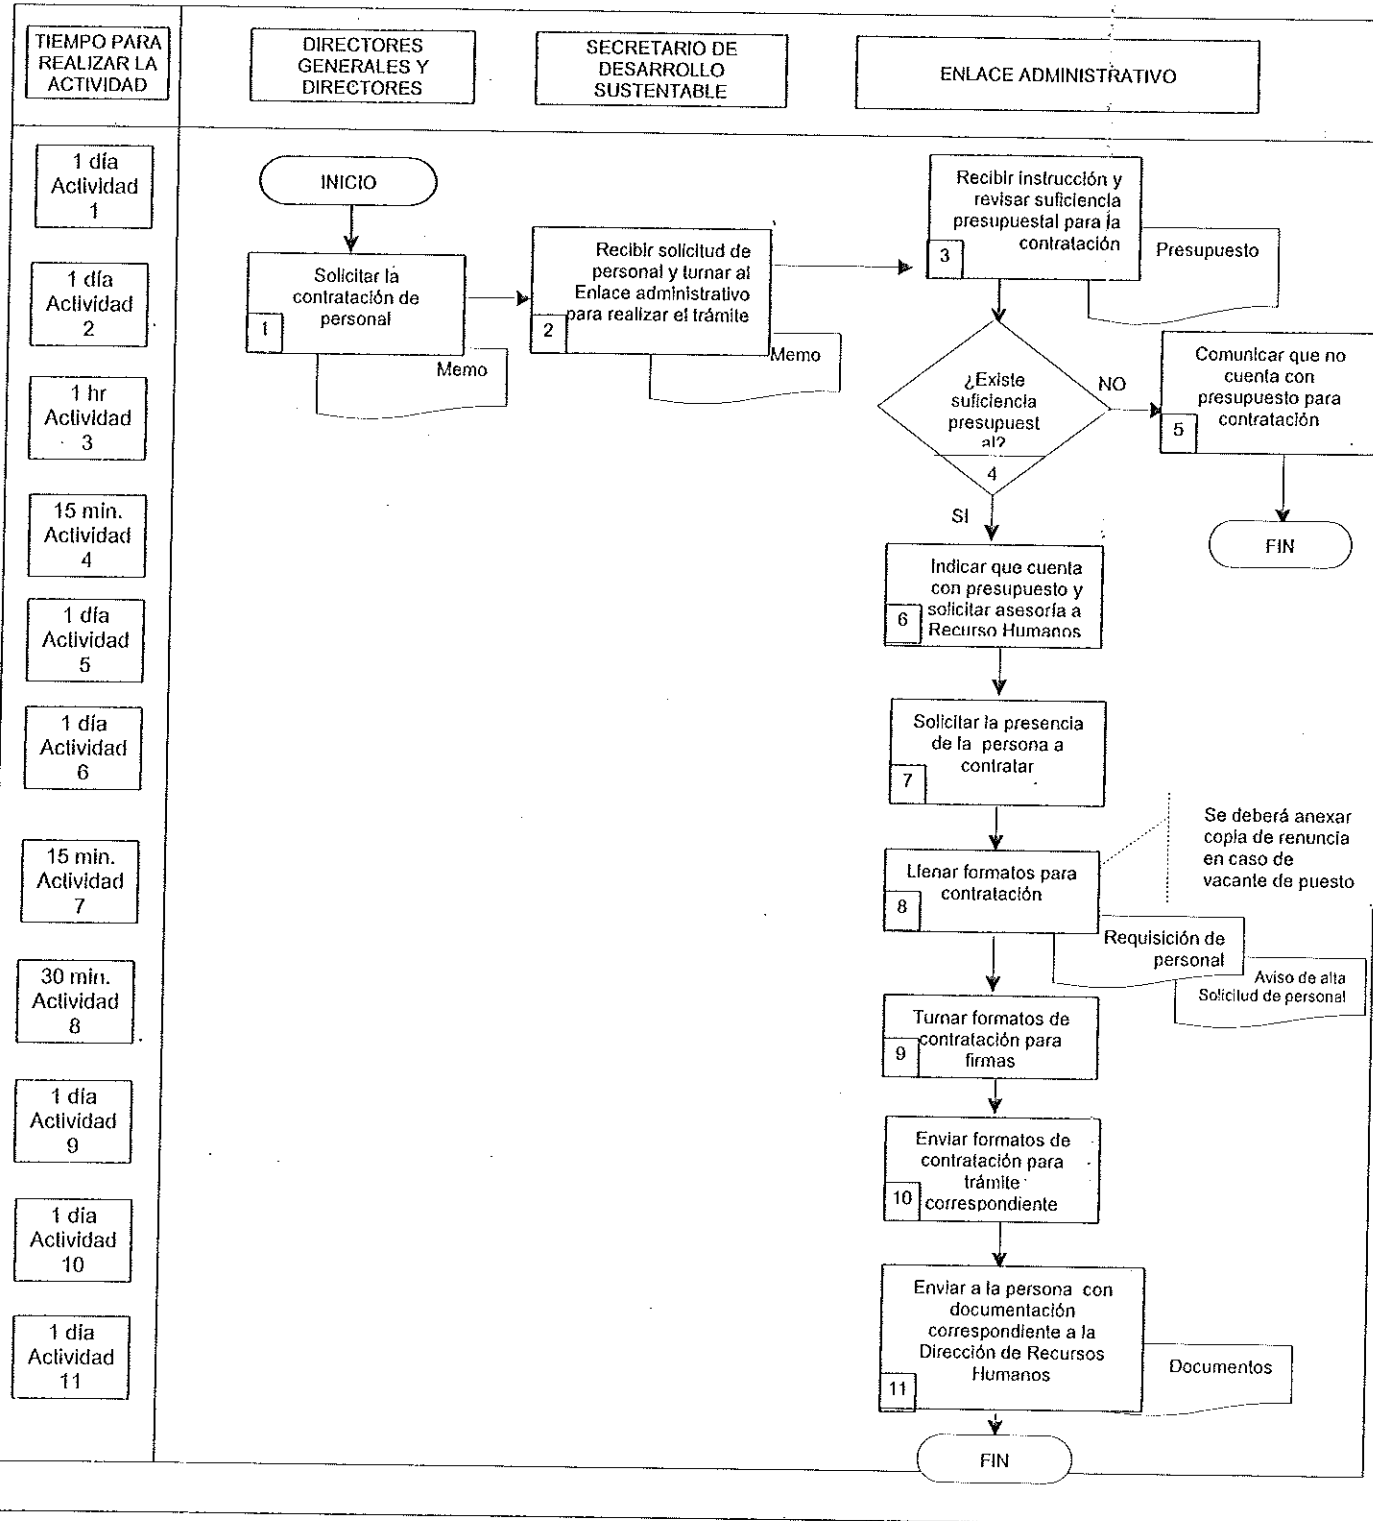 TIEMPO PARA
REALIZAR LA
ACTIVIDAD
DIRECTORES
GENERALES Y
DIRECTORES
SECRETARIO DE
DESARROLLO
SUSTENTABLE
ENLACE ADMINISTRATIVO
1 día
Actividad
1
1 día
Actividad
2
1 hr
Actividad
3
15 min.
Actividad
4
1 día
Actividad
5
1 día
Actividad
6
15 min.
Actividad
7
30 min.
Actividad
8
1 día
Actividad
9
1 día
Actividad
10
1 día
Actividad
11
INICIO
Solicitar la
contratación de
personal
1
Memo
Recibir solicitud de
personal y turnar al
Enlace administrativo
para realizar el trámite
2
Memo
Recibir instrucción y
revisar suficiencia
presupuestal para la
contratación
3
Presupuesto
¿Existe
suficiencia
presupuest
al?
4
NO
Comunicar que no
cuenta con
presupuesto para
contratación
5
FIN
SI
Indicar que cuenta
con presupuesto y
solicitar asesoría a
Recurso Humanos
6
Solicitar la presencia
de la persona a
contratar
7
Llenar formatos para
contratación
8
Se deberá anexar
copia de renuncia
en caso de
vacante de puesto
Requisición de
personal
Aviso de alta
Solicitud de personal
Turnar formatos de
contratación para
firmas
9
Enviar formatos de
contratación para
trámite
correspondiente
10
Enviar a la persona con
documentación
correspondiente a la
Dirección de Recursos
Humanos
11
Documentos
FIN